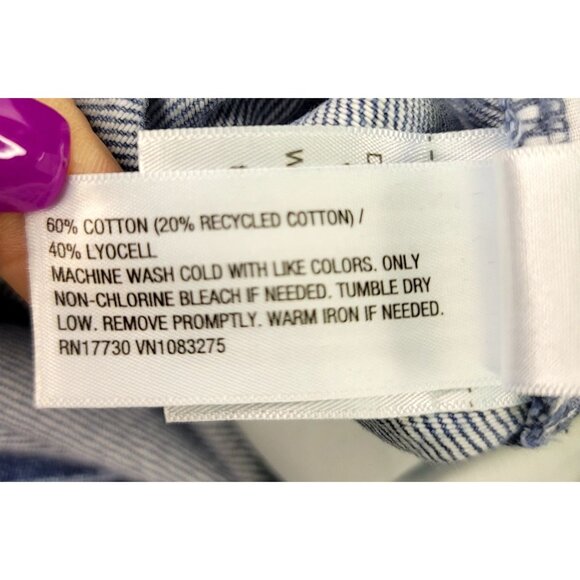 60% COTTON (20% RECYCLED COTTON) /
40% LYOCELL
MACHINE WASH COLD WITH LIKE COLORS. ONLY
NON-CHLORINE BLEACH IF NEEDED. TUMBLE DRY
LOW. REMOVE PROMPTLY. WARM IRON IF NEEDED.
RN17730 VN1083275